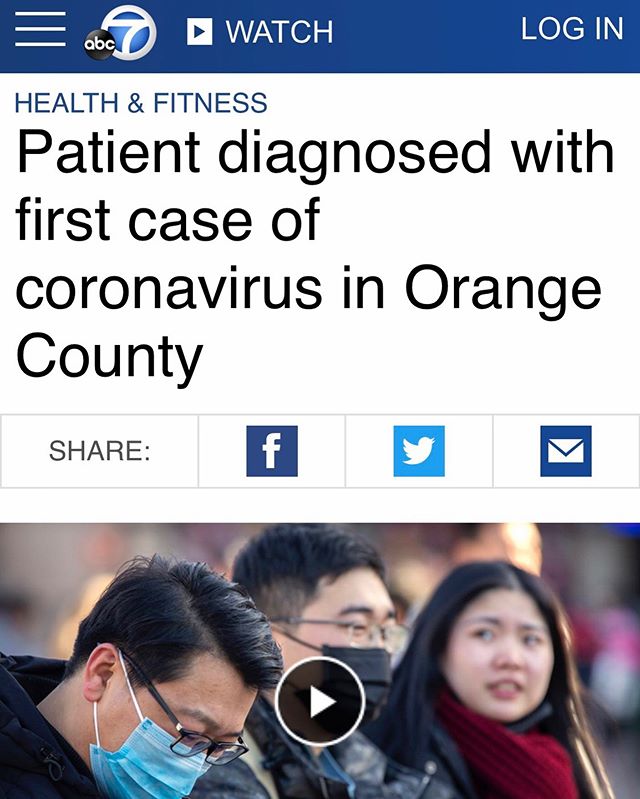 abc 7 WATCH LOG IN
HEALTH & FITNESS
Patient diagnosed with
first case of
coronavirus in Orange
County
SHARE: f